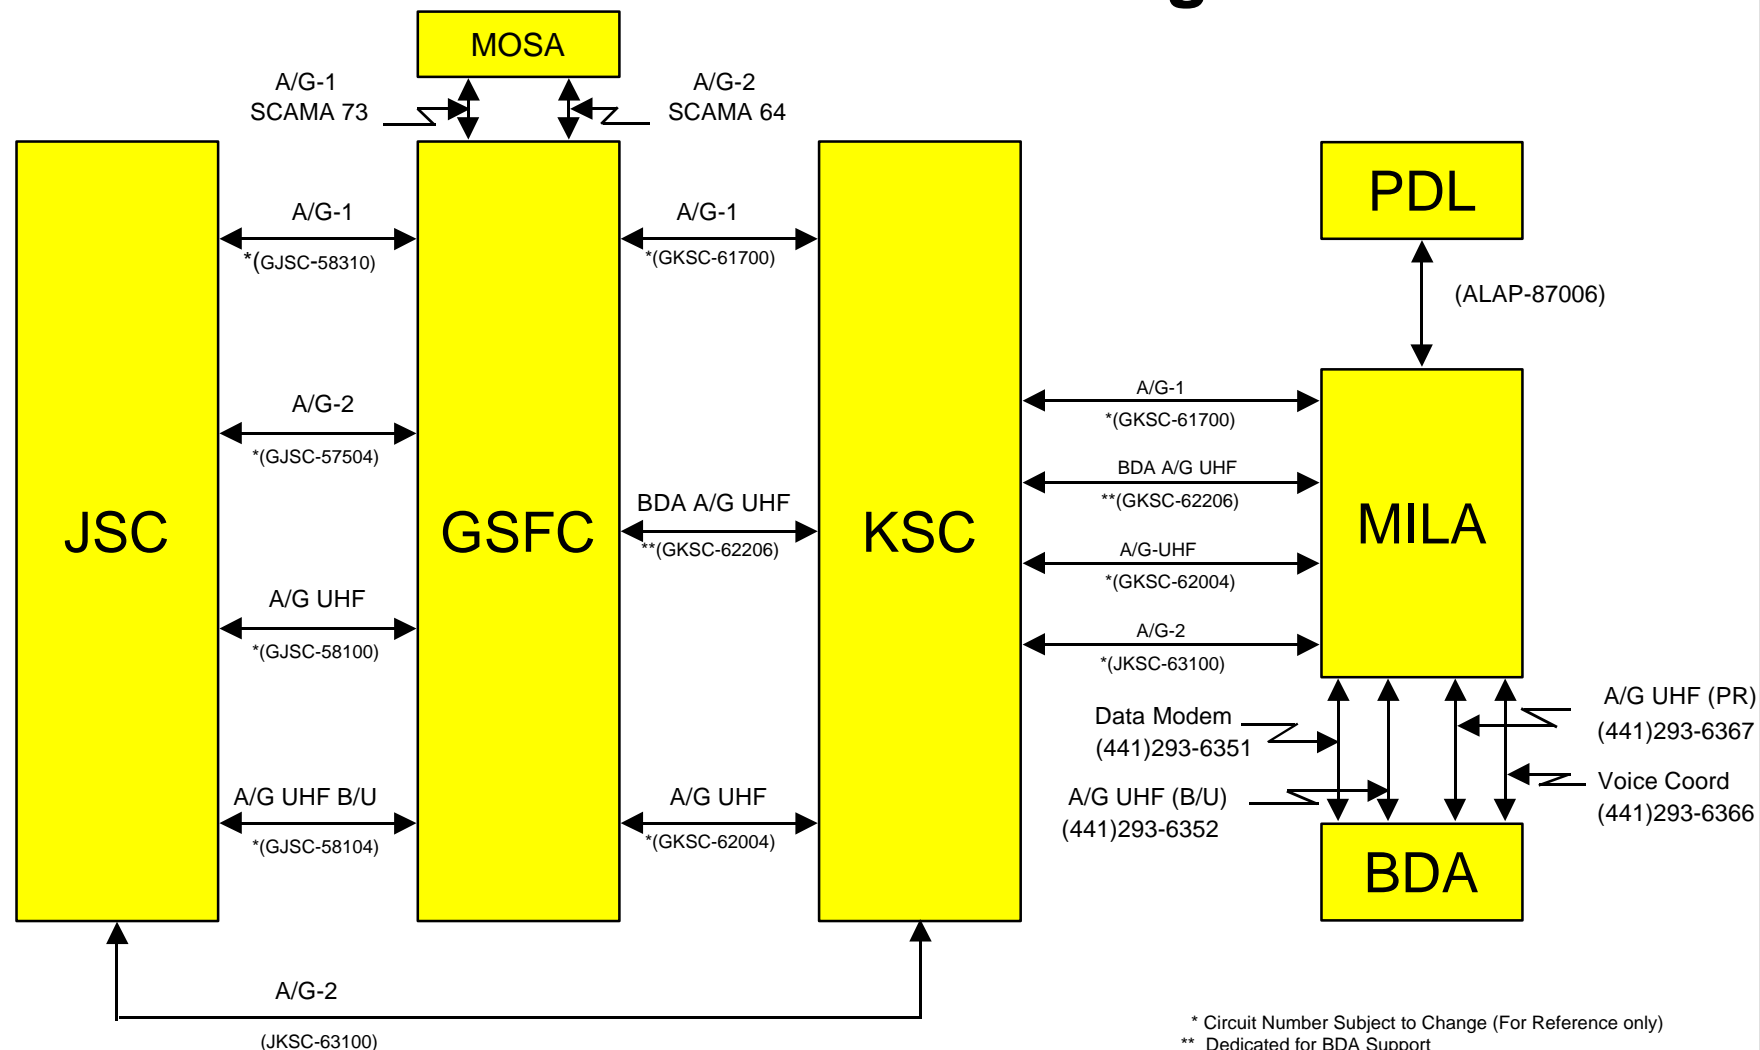 g
MOSA
A/G-1
SCAMA 73
A/G-2
SCAMA 64
JSC
GSFC
KSC
PDL
MILA
BDA
A/G-1
*(GJSC-58310)
A/G-2
*(GJSC-57504)
A/G UHF
*(GJSC-58100)
A/G UHF B/U
*(GJSC-58104)
A/G-1
*(GKSC-61700)
BDA A/G UHF
**(GKSC-62206)
A/G UHF
*(GKSC-62004)
(ALAP-87006)
A/G-1
*(GKSC-61700)
BDA A/G UHF
**(GKSC-62206)
A/G-UHF
*(GKSC-62004)
A/G-2
*(JKSC-63100)
Data Modem
(441)293-6351
A/G UHF (B/U)
(441)293-6352
A/G UHF (PR)
(441)293-6367
Voice Coord
(441)293-6366
A/G-2
(JKSC-63100)
* Circuit Number Subject to Change (For Reference only)
** Dedicated for BDA Support